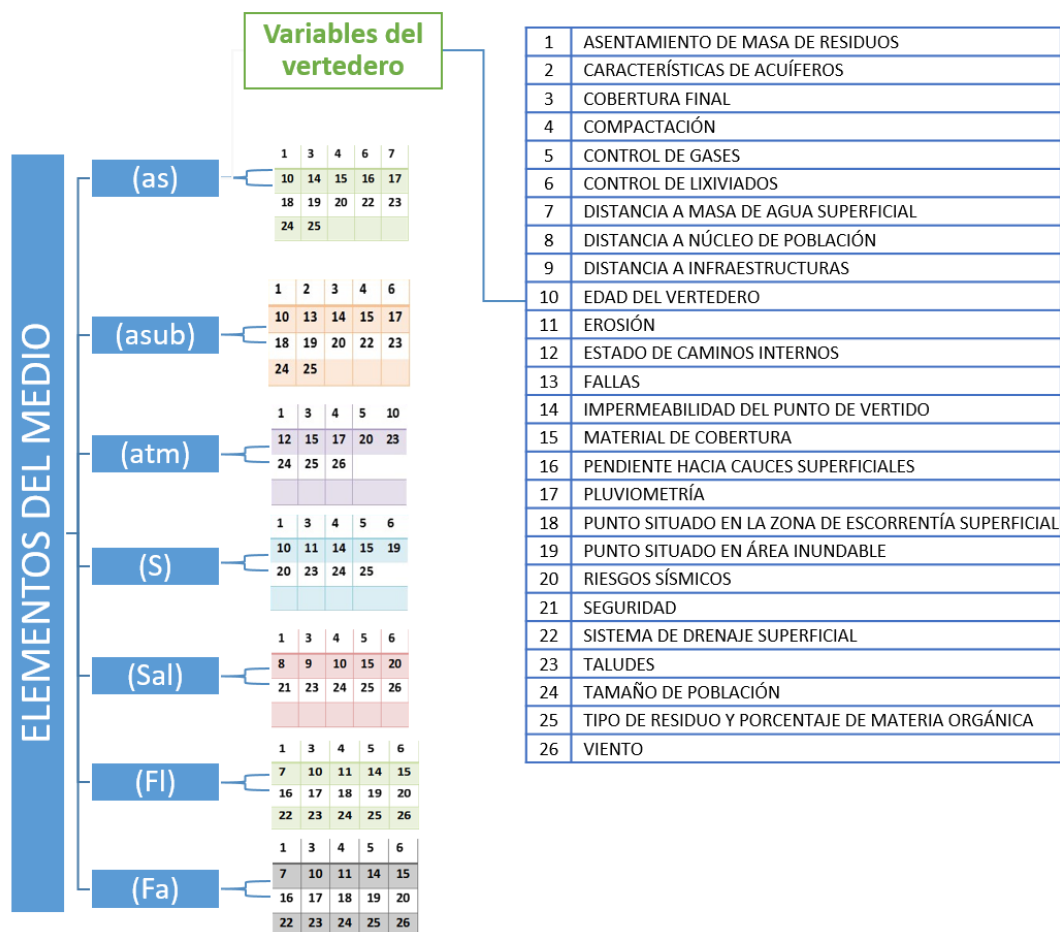 Variables del
vertedero
ELEMENTOS DEL MEDIO
(as)
1 3 4 6 7
10 14 15 16 17
18 19 20 22 23
24 25
(asub)
1 2 3 4 6
10 13 14 15 17
18 19 20 22 23
24 25
(atm)
1 3 4 5 10
12 15 17 20 23
24 25 26
(S)
1 3 4 5 6
10 11 14 15 19
20 23 24 25
(Sal)
1 3 4 5 6
8 9 10 15 20
21 23 24 25 26
(Fl)
1 3 4 5 6
7 10 11 14 15
16 17 18 19 20
22 23 24 25 26
(Fa)
1 3 4 5 6
7 10 11 14 15
16 17 18 19 20
22 23 24 25 26
1 ASENTAMIENTO DE MASA DE RESIDUOS
2 CARACTERÍSTICAS DE ACUÍFEROS
3 COBERTURA FINAL
4 COMPACTACIÓN
5 CONTROL DE GASES
6 CONTROL DE LIXIVIADOS
7 DISTANCIA A MASA DE AGUA SUPERFICIAL
8 DISTANCIA A NÚCLEO DE POBLACIÓN
9 DISTANCIA A INFRAESTRUCTURAS
10 EDAD DEL VERTEDERO
11 EROSIÓN
12 ESTADO DE CAMINOS INTERNOS
13 FALLAS
14 IMPERMEABILIDAD DEL PUNTO DE VERTIDO
15 MATERIAL DE COBERTURA
16 PENDIENTE HACIA CAUCES SUPERFICIALES
17 PLUVIOMETRÍA
18 PUNTO SITUADO EN LA ZONA DE ESCORRENTÍA SUPERFICIAL
19 PUNTO SITUADO EN ÁREA INUNDABLE
20 RIESGOS SÍSMICOS
21 SEGURIDAD
22 SISTEMA DE DRENAJE SUPERFICIAL
23 TALUDES
24 TAMAÑO DE POBLACIÓN
25 TIPO DE RESIDUO Y PORCENTAJE DE MATERIA ORGÁNICA
26 VIENTO